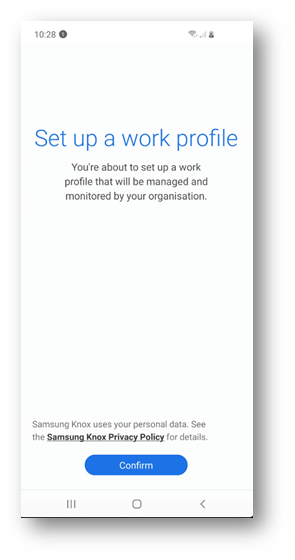 10:28
Set up a work profile
You're about to set up a work
profile that will be managed and
monitored by your organisation.
Samsung Knox uses your personal data. See
the Samsung Knox Privacy Policy for details.
Confirm